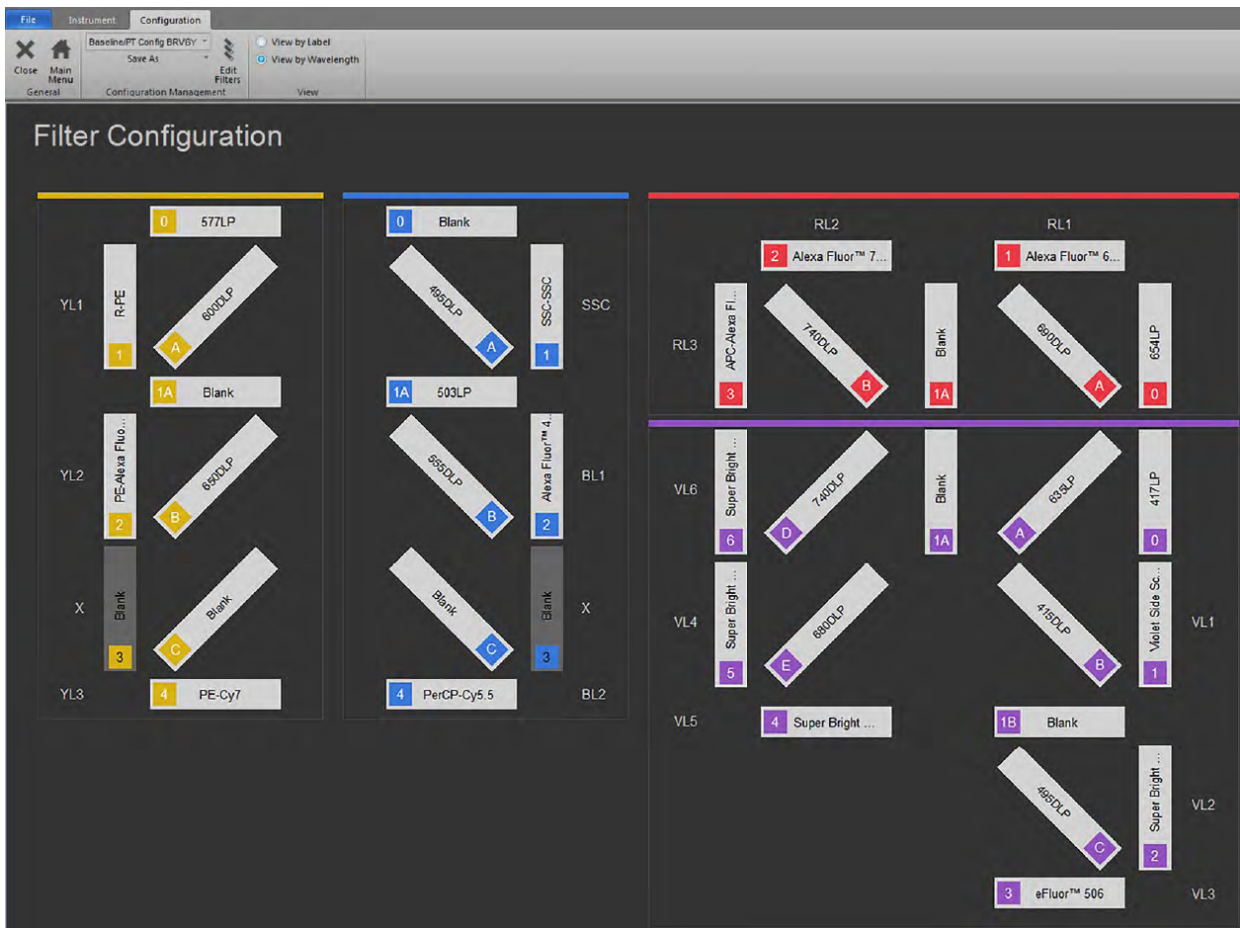 File Instrument Configuration
Baseline/PT Config BRVBY
View by Label
Save As
View by Wavelength
Close
Main Menu
Edit Filters
General
Configuration Management
View
Filter Configuration
0 577LP
YL1
R-PE
1
600DLP
A
1A Blank
YL2
PE-Alexa Fluo...
2
650DLP
B
X
Blank
3
Blank
C
YL3
4 PE-Cy7
0 Blank
495DLP
A
SSC-SSC
1
SSC
1A 503LP
555DLP
B
Alexa Fluor™ 4...
2
BL1
Blank
C
Blank
3
X
4 PerCP-Cy5.5
BL2
RL2
RL1
2 Alexa Fluor™ 7...
1 Alexa Fluor™ 6...
RL3
APC-Alexa Fl...
3
740DLP
B
Blank
1A
690DLP
A
654LP
0
VL6
Super Bright ...
6
740DLP
D
Blank
1A
635LP
A
417LP
0
VL4
Super Bright ...
5
680DLP
E
415DLP
B
Violet Side Sc...
1
VL1
VL5
4 Super Bright ...
1B Blank
495DLP
C
Super Bright ...
2
VL2
3 eFluor™ 506
VL3